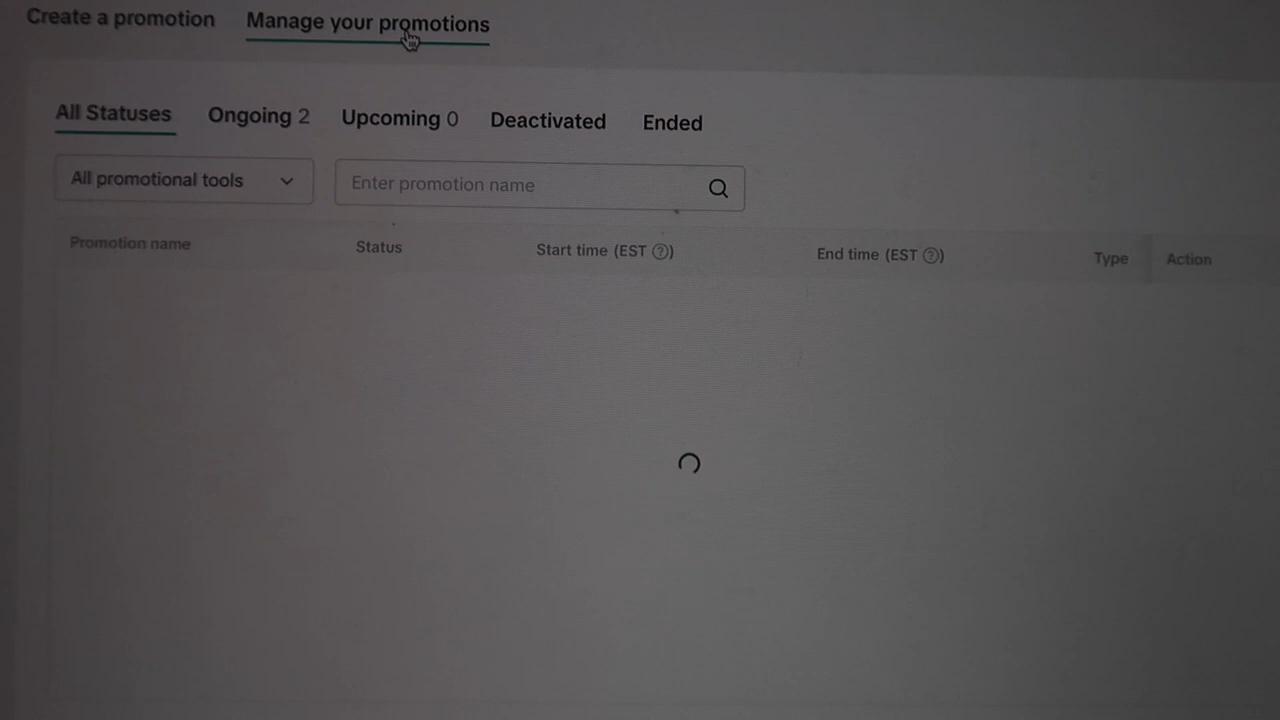 Create a promotion Manage your promotions
All Statuses Ongoing 2 Upcoming 0 Deactivated Ended
All promotional tools Enter promotion name
Promotion name Status Start time (EST ?) End time (EST ?) Type Action